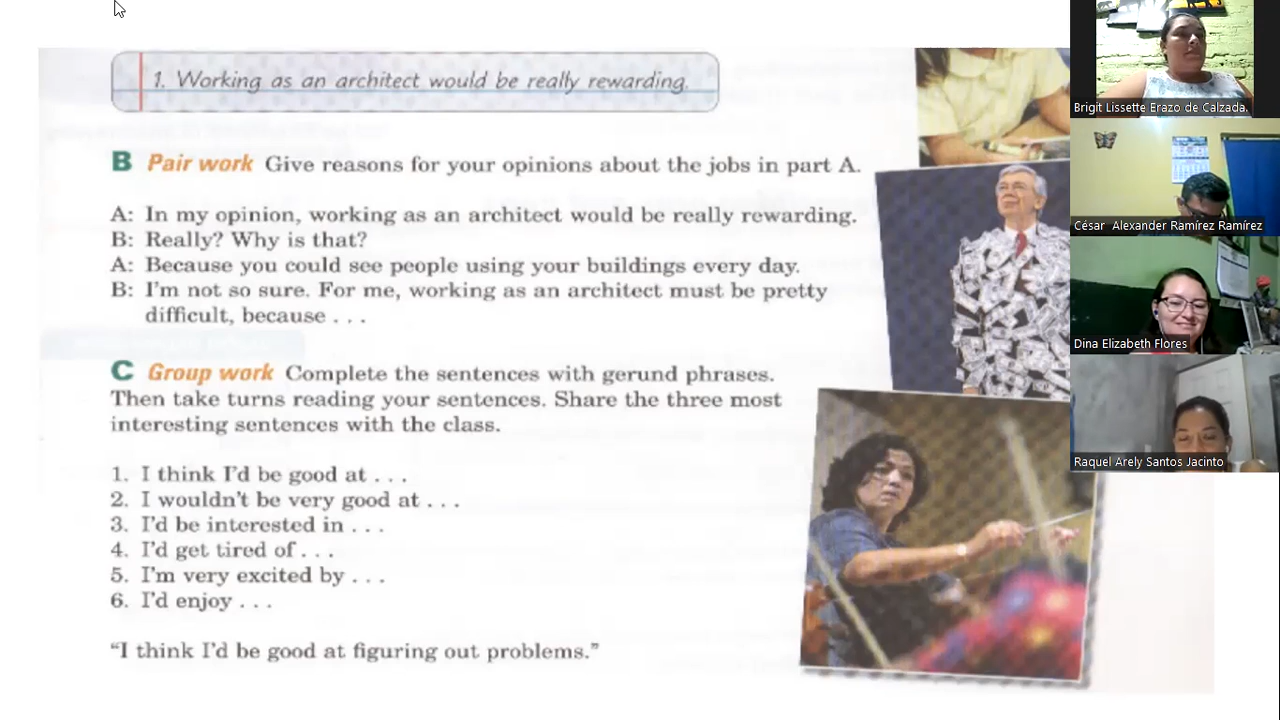 1. Working as an architect would be really rewarding.
B Pair work Give reasons for your opinions about the jobs in part A.
A: In my opinion, working as an architect would be really rewarding.
B: Really? Why is that?
A: Because you could see people using your buildings every day.
B: I'm not so sure. For me, working as an architect must be pretty
difficult, because . . .
C Group work Complete the sentences with gerund phrases.
Then take turns reading your sentences. Share the three most
interesting sentences with the class.
1. I think I'd be good at . . .
2. I wouldn't be very good at . . .
3. I'd be interested in . . .
4. I'd get tired of . . .
5. I'm very excited by . . .
6. I'd enjoy . . .
"I think I'd be good at figuring out problems."
Brigit Lissette Erazo de Calzada.
César Alexander Ramírez Ramírez
Dina Elizabeth Flores
Raquel Arely Santos Jacinto